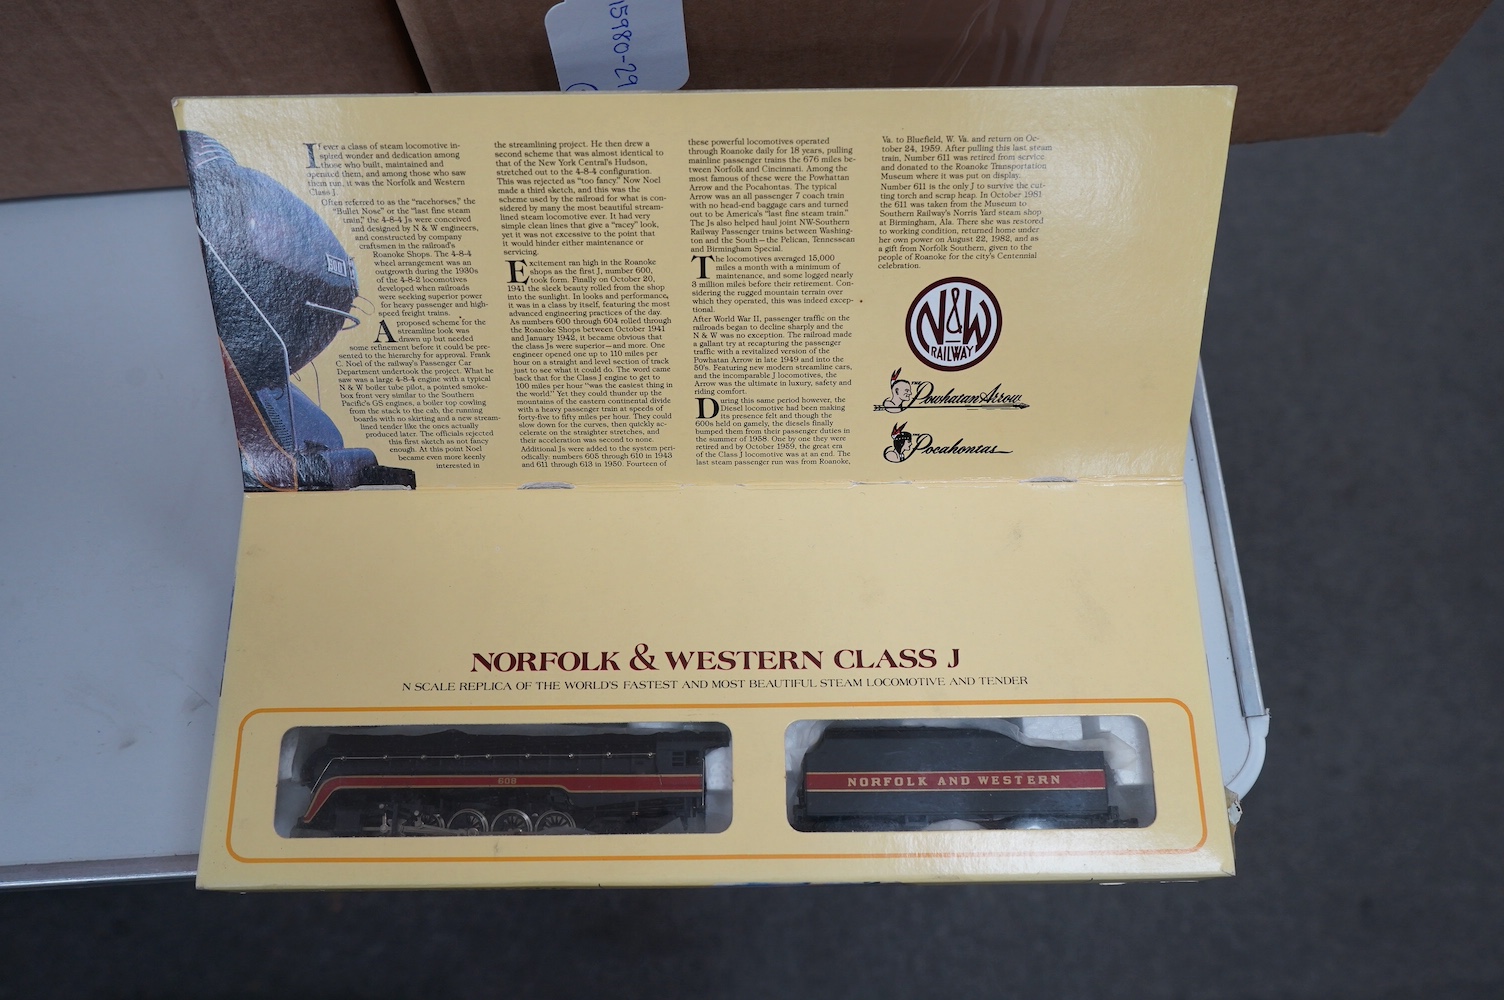 15980-29
If ever a class of steam locomotive in-
spired wonder and dedication among
those who built, maintained and
operated them, and among those who saw
them run, it was the Norfolk and Western
Class J.
Often referred to as the "racehorses," the
"Bullet Nose" or the "last fine steam
train," the 4-8-4 Js were conceived
and designed by N & W engineers,
and constructed by company
craftsmen in the railroad's
Roanoke Shops. The 4-8-4
wheel arrangement was an
outgrowth during the 1930s
of the 4-8-2 locomotives
developed when railroads
were seeking superior power
for heavy passenger and high-
speed freight trains.
A proposed scheme for the
streamline look was
drawn up but needed
some refinement before it could be pre-
sented to the hierarchy for approval. Frank
C. Noel of the railway's Passenger Car
Department undertook the project. What he
saw was a large 4-8-4 engine with a typical
N & W boiler tube pilot, a pointed smoke-
box front very similar to the Southern
Pacific's GS engines, a boiler top cowling
from the stack to the cab, the running
boards with no skirting and a new stream-
lined tender like the ones actually
produced later. The officials rejected
this first sketch as not fancy
enough. At this point Noel
became even more keenly
interested in
the streamlining project. He then drew a
second scheme that was almost identical to
that of the New York Central's Hudson,
stretched out to the 4-8-4 configuration.
This was rejected as "too fancy." Now Noel
made a third sketch, and this was the
scheme used by the railroad for what is con-
sidered by many the most beautiful stream-
lined steam locomotive ever. It had very
simple clean lines that give a "racey" look,
yet it was not excessive to the point that
it would hinder either maintenance or
servicing.
Excitement ran high in the Roanoke
shops as the first J, number 600,
took form. Finally on October 20,
1941 the sleek beauty rolled from the shop
into the sunlight. In looks and performance,
it was in a class by itself, featuring the most
advanced engineering practices of the day.
As numbers 600 through 604 rolled through
the Roanoke Shops between October 1941
and January 1942, it became obvious that
the class Js were superior—and more. One
engineer opened one up to 110 miles per
hour on a straight and level section of track
just to see what it could do. The word came
back that for the Class J engine to get to
100 miles per hour "was the easiest thing in
the world." Yet they could thunder up the
mountains of the eastern continental divide
with a heavy passenger train at speeds of
forty-five to fifty miles per hour. They could
slow down for the curves, then quickly ac-
celerate on the straighter stretches, and
their acceleration was second to none.
Additional Js were added to the system peri-
odically: numbers 605 through 610 in 1943
and 611 through 613 in 1950. Fourteen of
these powerful locomotives operated
through Roanoke daily for 18 years, pulling
mainline passenger trains the 676 miles be-
tween Norfolk and Cincinnati. Among the
most famous of these were the Powhattan
Arrow and the Pocahontas. The typical
Arrow was an all passenger 7 coach train
with no head-end baggage cars and turned
out to be America's "last fine steam train."
The Js also helped haul joint NW-Southern
Railway Passenger trains between Washing-
ton and the South—the Pelican, Tennessean
and Birmingham Special.
The locomotives averaged 15,000
miles a month with a minimum of
maintenance, and some logged nearly
3 million miles before their retirement. Con-
sidering the rugged mountain terrain over
which they operated, this was indeed excep-
tional.
After World War II, passenger traffic on the
railroads began to decline sharply and the
N & W was no exception. The railroad made
a gallant try at recapturing the passenger
traffic with a revitalized version of the
Powhatan Arrow in late 1949 and into the
50's. Featuring new modern streamline cars,
and the incomparable J locomotives, the
Arrow was the ultimate in luxury, safety and
riding comfort.
During this same period however, the
Diesel locomotive had been making
its presence felt and though the
600s held on gamely, the diesels finally
bumped them from their passenger duties in
the summer of 1958. One by one they were
retired and by October 1959, the great era
of the Class J locomotive was at an end. The
last steam passenger run was from Roanoke,
Va. to Bluefield, W. Va. and return on Oc-
tober 24, 1959. After pulling this last steam
train, Number 611 was retired from service
and donated to the Roanoke Transportation
Museum where it was put on display.
Number 611 is the only J to survive the cut-
ting torch and scrap heap. In October 1981
the 611 was taken from the Museum to
Southern Railway's Norris Yard steam shop
at Birmingham, Ala. There she was restored
to working condition, returned home under
her own power on August 22, 1982, and as
a gift from Norfolk Southern, given to the
people of Roanoke for the city's Centennial
celebration.
N&W
RAILWAY
THE Powhatan Arrow
Pocahontas
NORFOLK & WESTERN CLASS J
N SCALE REPLICA OF THE WORLD'S FASTEST AND MOST BEAUTIFUL STEAM LOCOMOTIVE AND TENDER
608
NORFOLK AND WESTERN